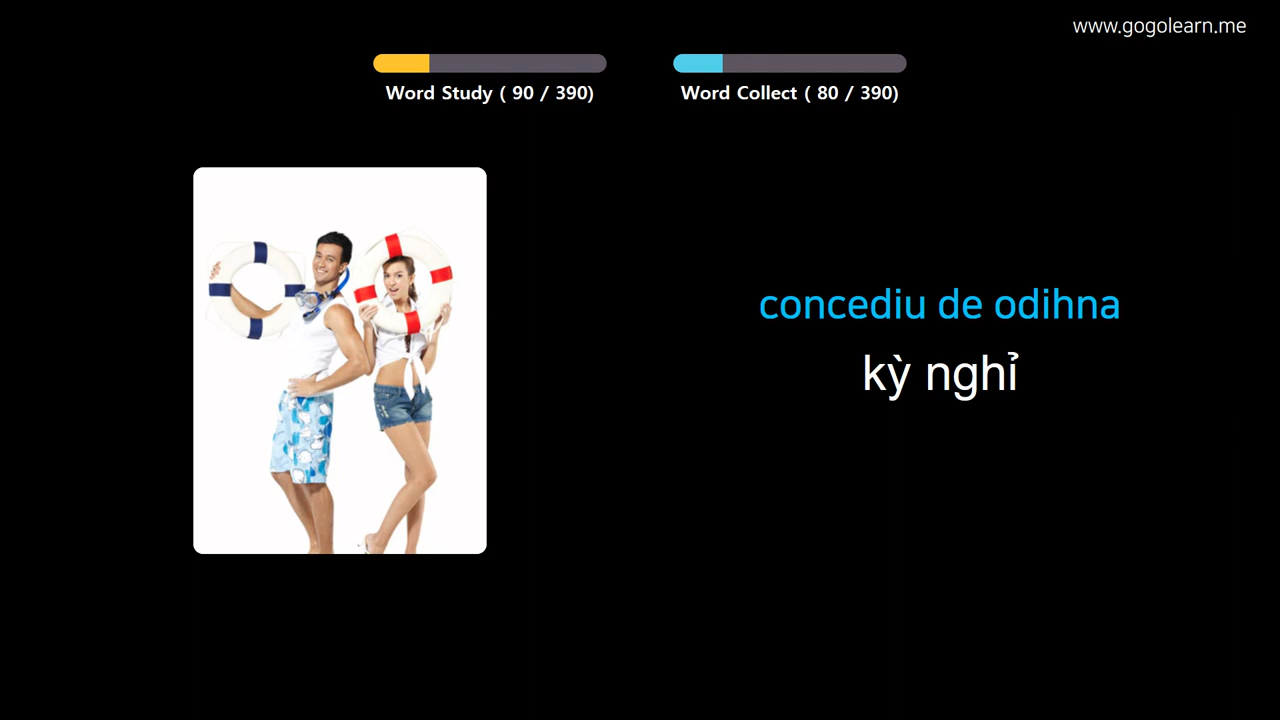 www.gogolearn.me
Word Study ( 90 / 390)
Word Collect ( 80 / 390)
concediu de odihna
kỳ nghỉ